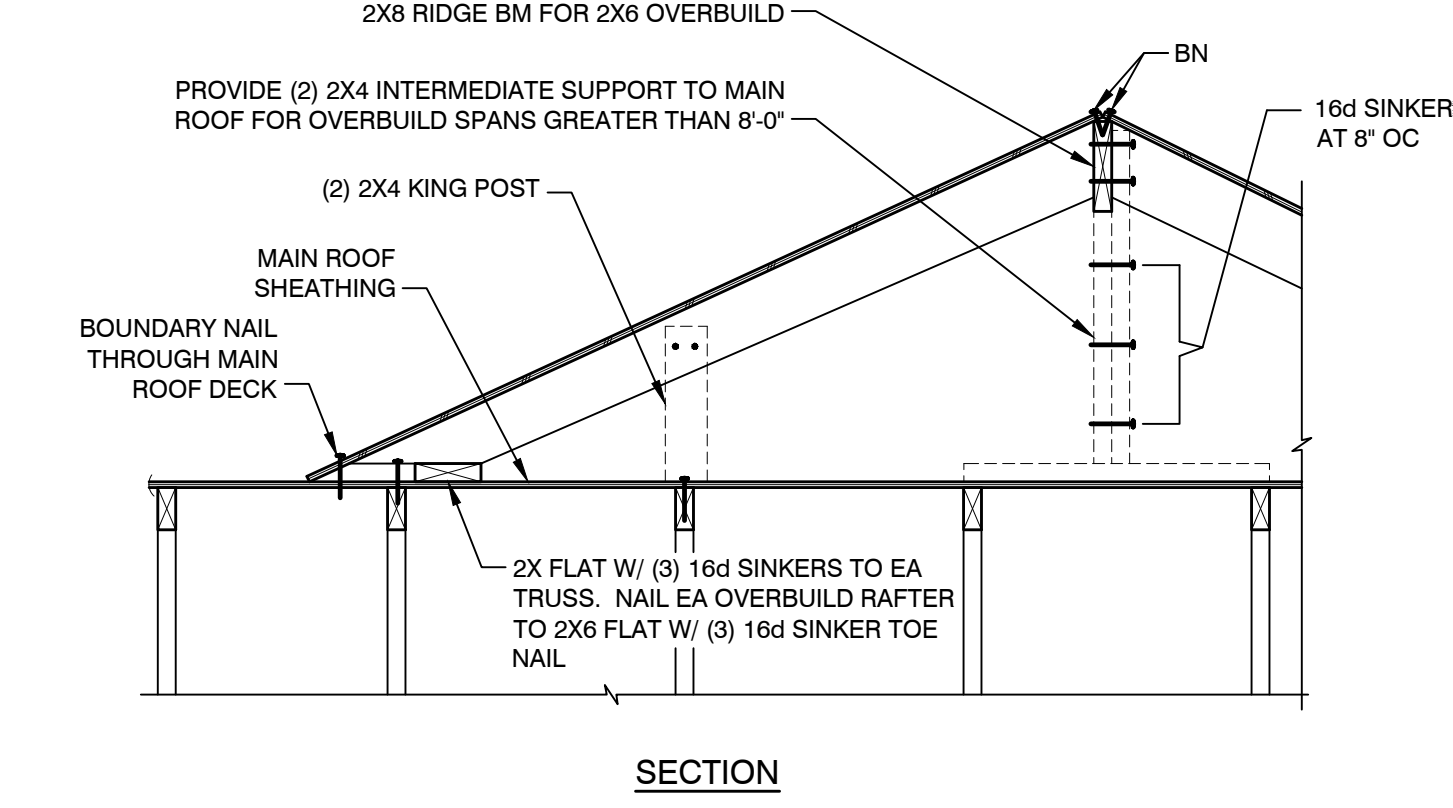 2X8 RIDGE BM FOR 2X6 OVERBUILD
BN
PROVIDE (2) 2X4 INTERMEDIATE SUPPORT TO MAIN
ROOF FOR OVERBUILD SPANS GREATER THAN 8'-0"
16d SINKER
AT 8" OC
(2) 2X4 KING POST
MAIN ROOF
SHEATHING
BOUNDARY NAIL
THROUGH MAIN
ROOF DECK
2X FLAT W/ (3) 16d SINKERS TO EA
TRUSS. NAIL EA OVERBUILD RAFTER
TO 2X6 FLAT W/ (3) 16d SINKER TOE
NAIL
SECTION